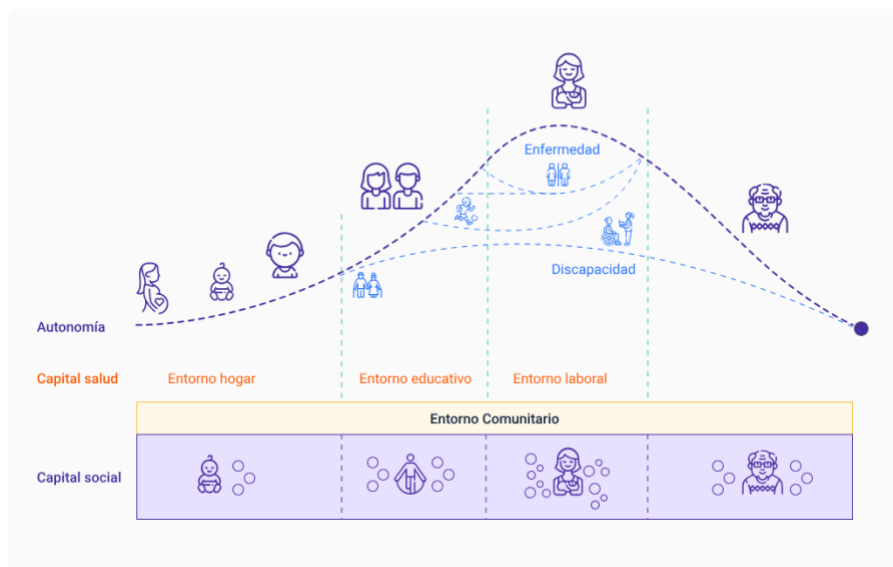 Enfermedad
Discapacidad
Autonomía
Capital salud
Entorno hogar
Entorno educativo
Entorno laboral
Entorno Comunitario
Capital social